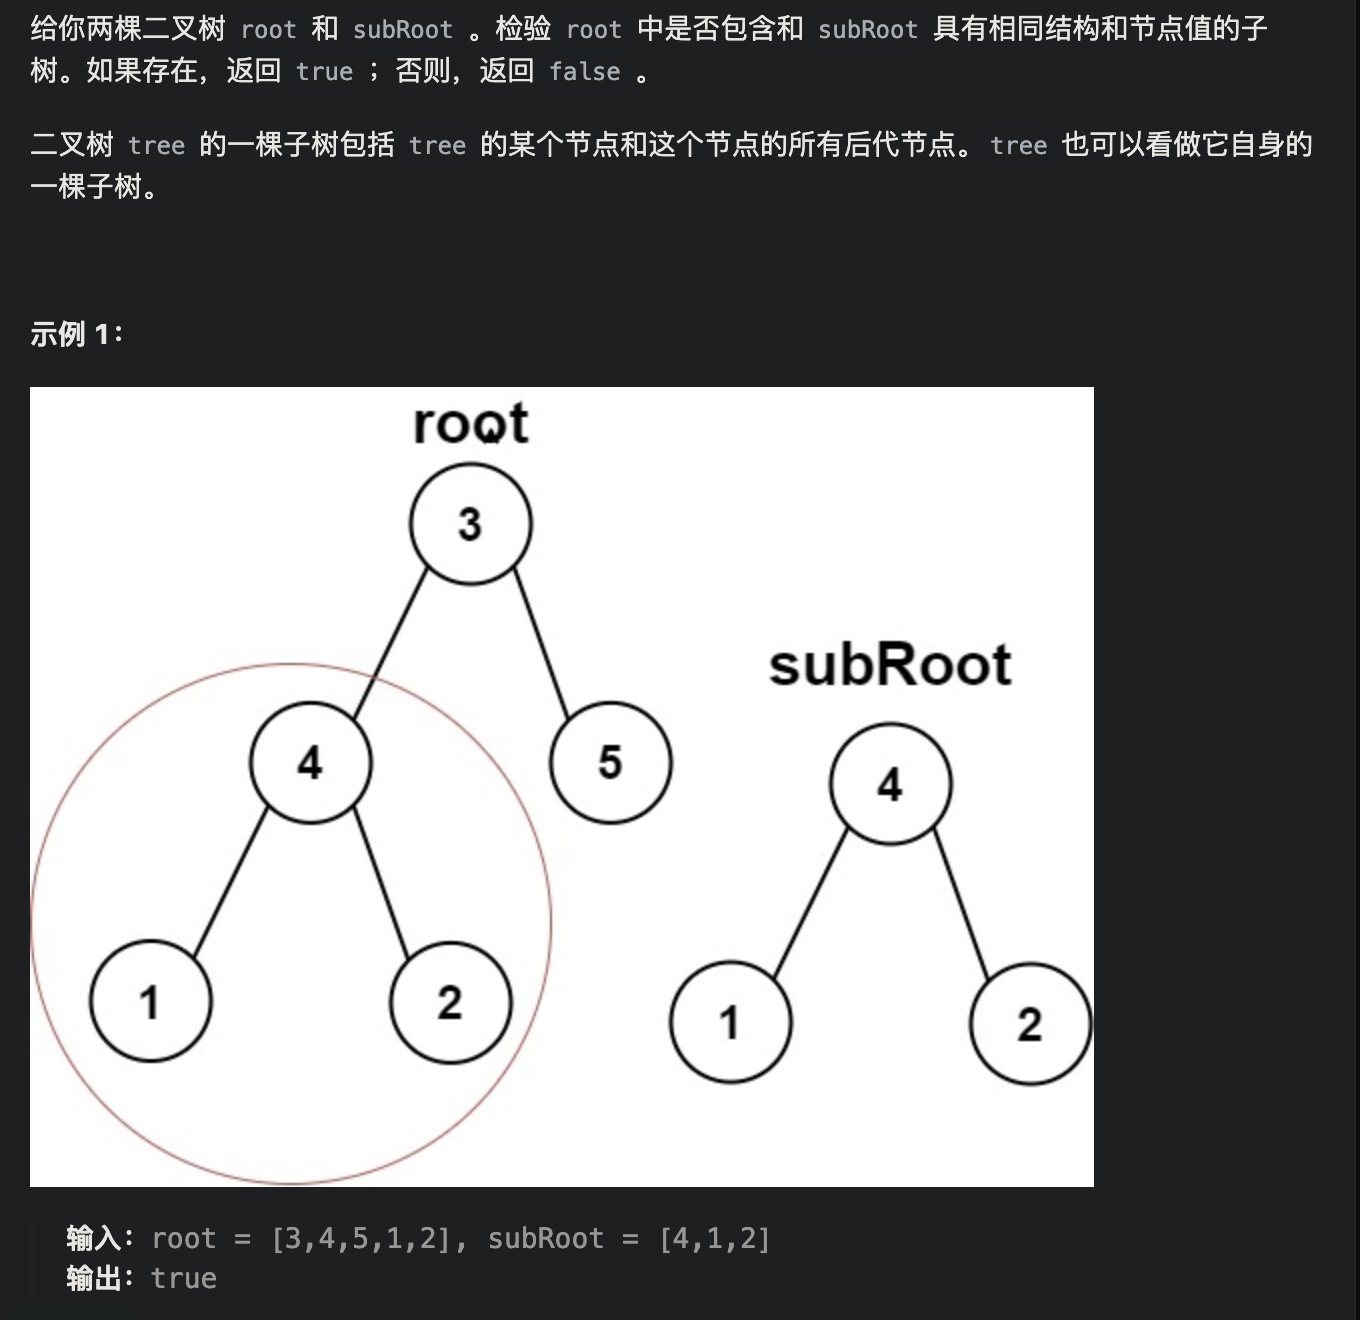 给你两棵二叉树 root 和 subRoot 。检验 root 中是否包含和 subRoot 具有相同结构和节点值的子
树。如果存在，返回 true ；否则，返回 false 。
二叉树 tree 的一棵子树包括 tree 的某个节点和这个节点的所有后代节点。tree 也可以看做它自身的
一棵子树。
示例 1：
root
3
subRoot
4
5
4
1
2
1
2
输入：root = [3,4,5,1,2], subRoot = [4,1,2]
输出：true